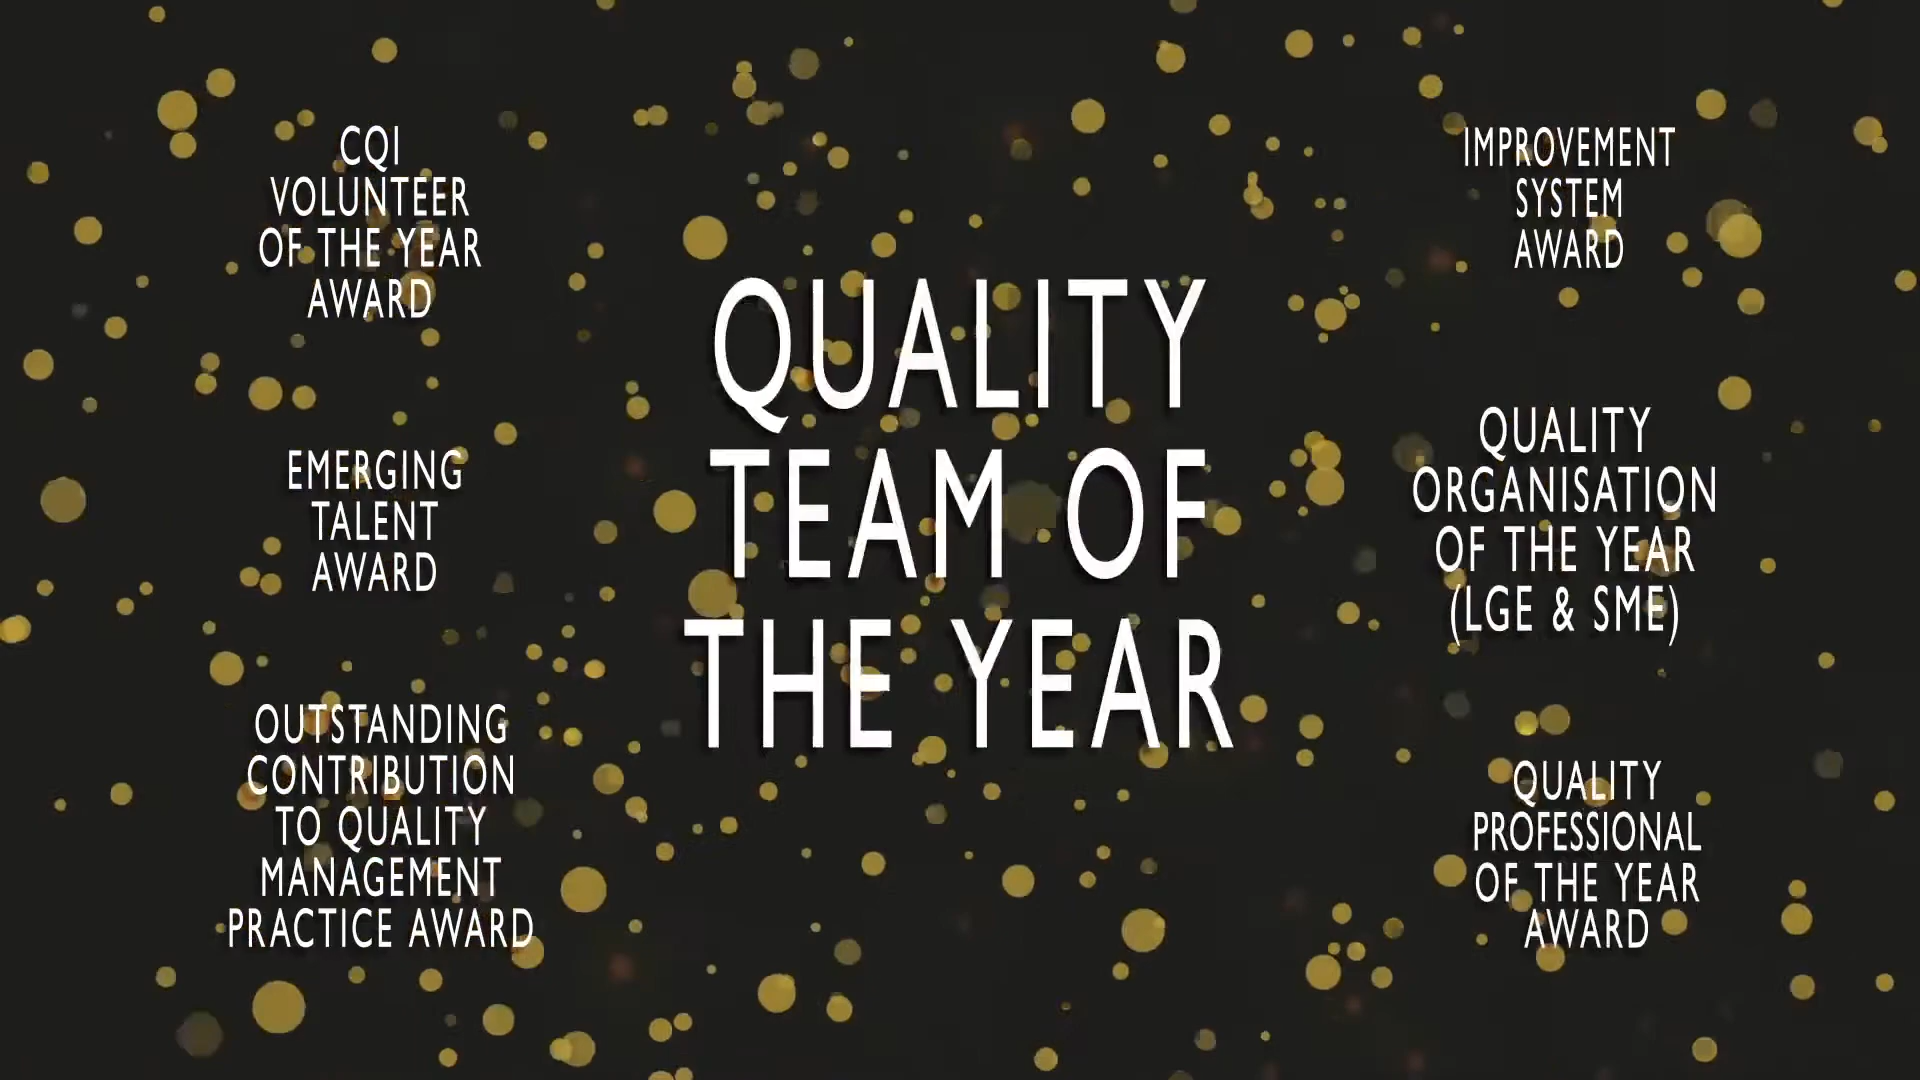 CQI
VOLUNTEER
OF THE YEAR
AWARD
EMERGING
TALENT
AWARD
OUTSTANDING
CONTRIBUTION
TO QUALITY
MANAGEMENT
PRACTICE AWARD
QUALITY
TEAM OF
THE YEAR
IMPROVEMENT
SYSTEM
AWARD
QUALITY
ORGANISATION
OF THE YEAR
(LGE & SME)
QUALITY
PROFESSIONAL
OF THE YEAR
AWARD